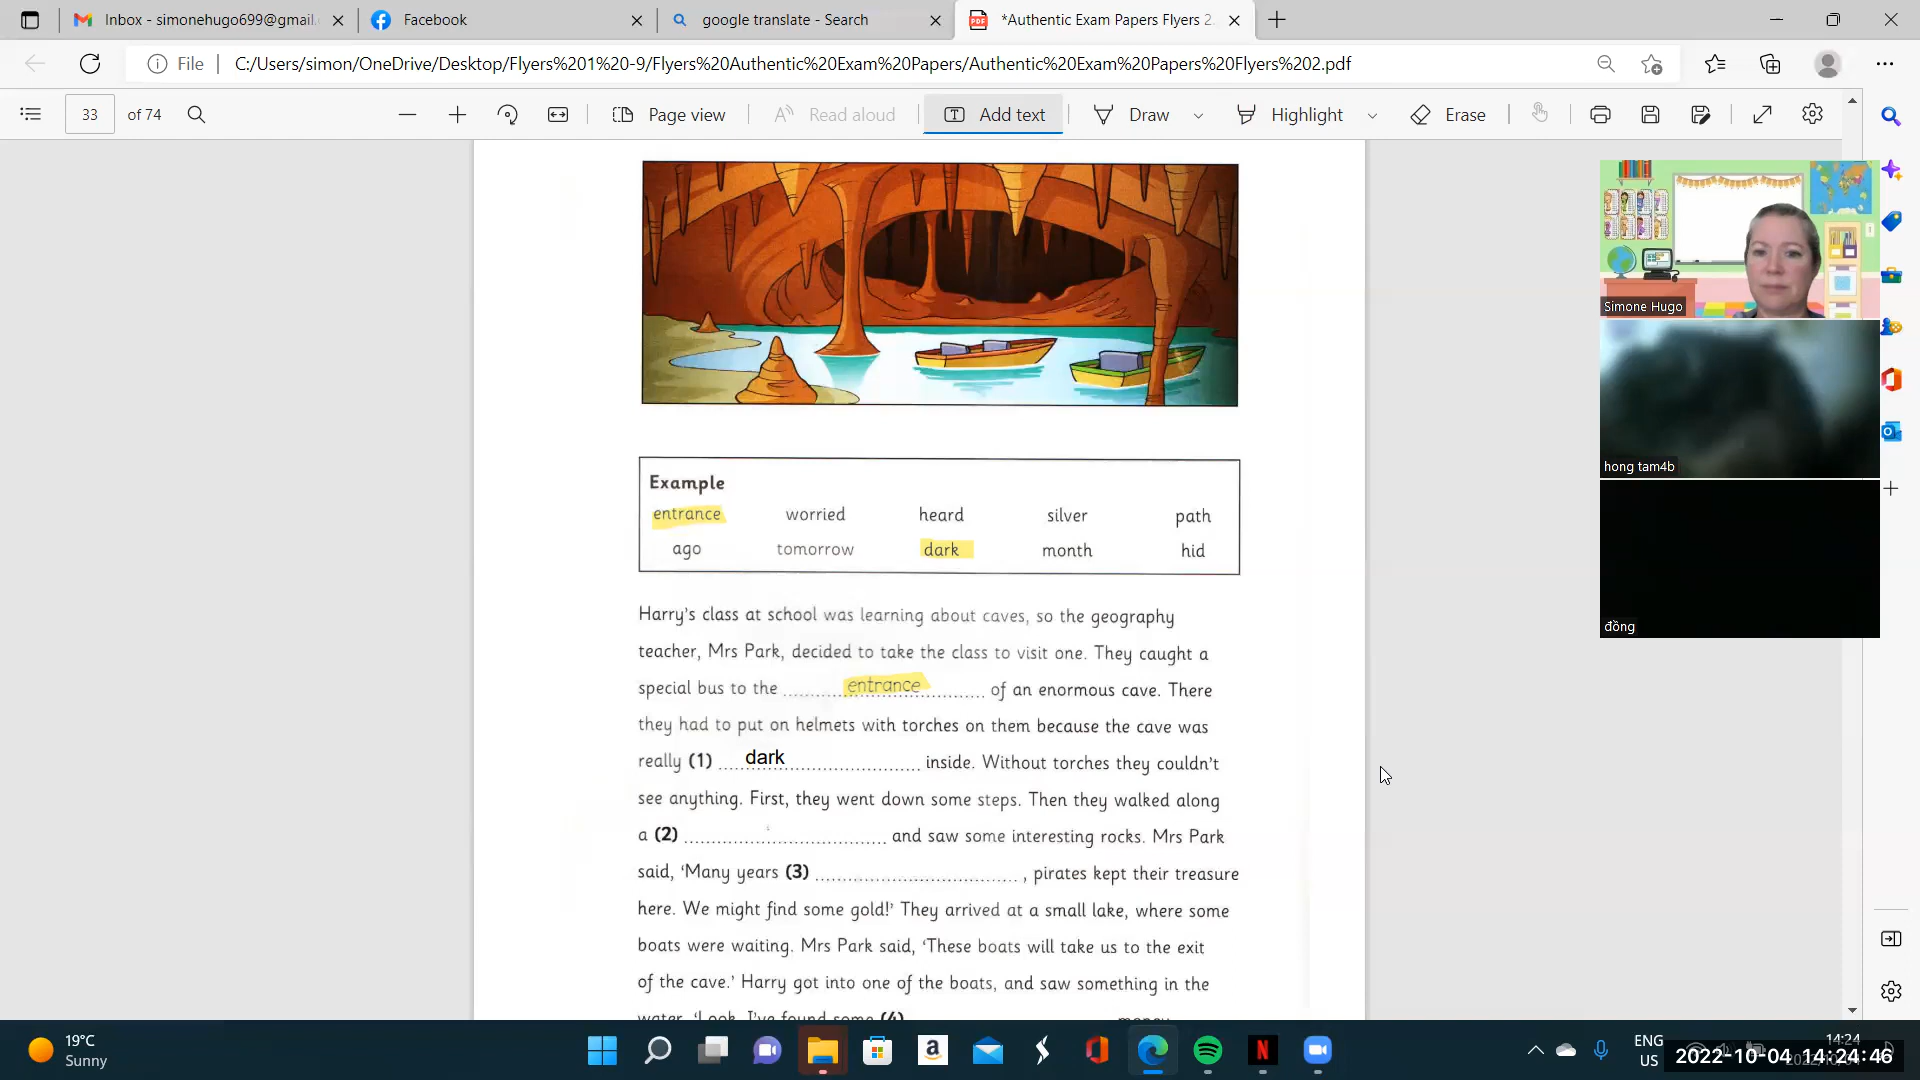 Inbox - simonehugo699@gmail.
Facebook
google translate - Search
*Authentic Exam Papers Flyers 2.
File
C:/Users/simon/OneDrive/Desktop/Flyers%201%20-9/Flyers%20Authentic%20Exam%20Papers/Authentic%20Exam%20Papers%20Flyers%202.pdf
33 of 74
Page view
Read aloud
Add text
Draw
Highlight
Erase
Simone Hugo
hong tam4b
đồng
Example
entrance worried heard silver path
ago tomorrow dark month hid
Harry's class at school was learning about caves, so the geography
teacher, Mrs Park, decided to take the class to visit one. They caught a
special bus to the entrance of an enormous cave. There
they had to put on helmets with torches on them because the cave was
really (1) dark inside. Without torches they couldn't
see anything. First, they went down some steps. Then they walked along
a (2) and saw some interesting rocks. Mrs Park
said, 'Many years (3) , pirates kept their treasure
here. We might find some gold!' They arrived at a small lake, where some
boats were waiting. Mrs Park said, 'These boats will take us to the exit
of the cave.' Harry got into one of the boats, and saw something in the
water. 'Look, I've found some (4) money
19°C
Sunny
ENG
US
14:24
2022-10-04 14:24:46